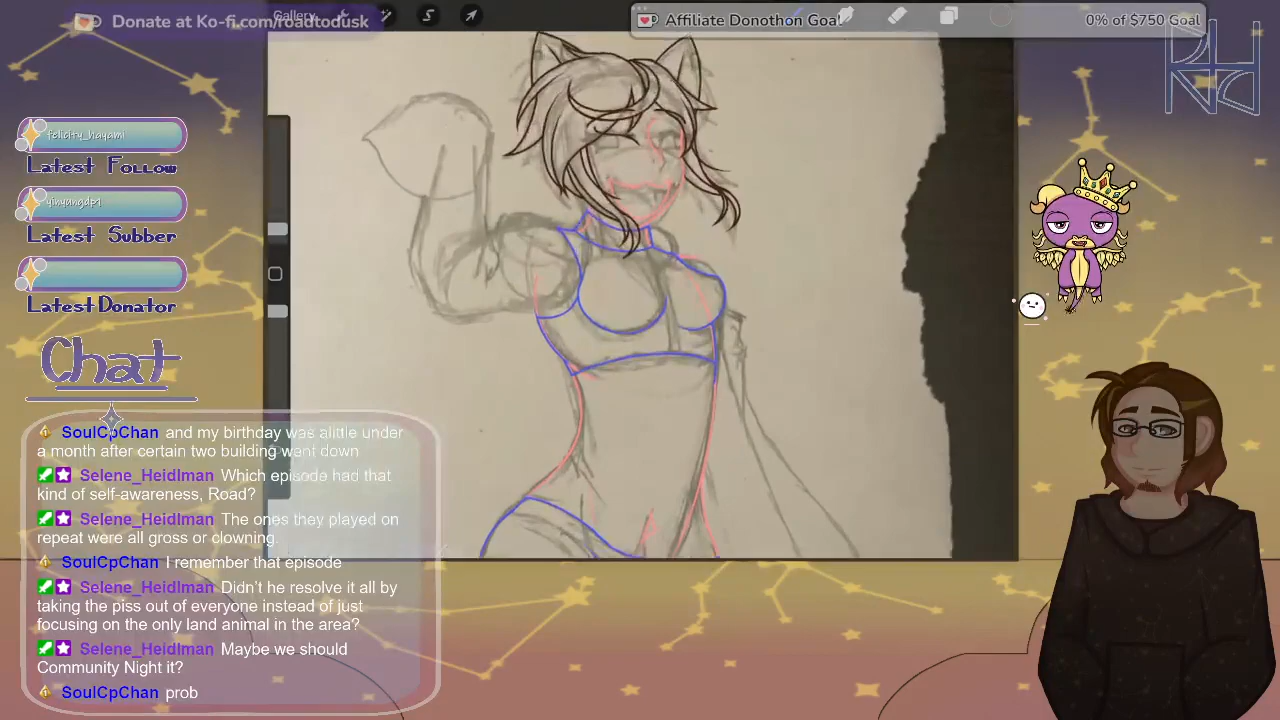 Donate at Ko-fi.com/roadtodusk
Gallery
Affiliate Donothon Goal
0% of $750 Goal
felicity_hayami
Latest Follow
yinyangdp1
Latest Subber
Latest Donator
Chat
SoulCpChan and my birthday was alittle under
a month after certain two building went down
Selene_Heidlman Which episode had that
kind of self-awareness, Road?
Selene_Heidlman The ones they played on
repeat were all gross or clowning.
SoulCpChan I remember that episode
Selene_Heidlman Didn't he resolve it all by
taking the piss out of everyone instead of just
focusing on the only land animal in the area?
Selene_Heidlman Maybe we should
Community Night it?
SoulCpChan prob